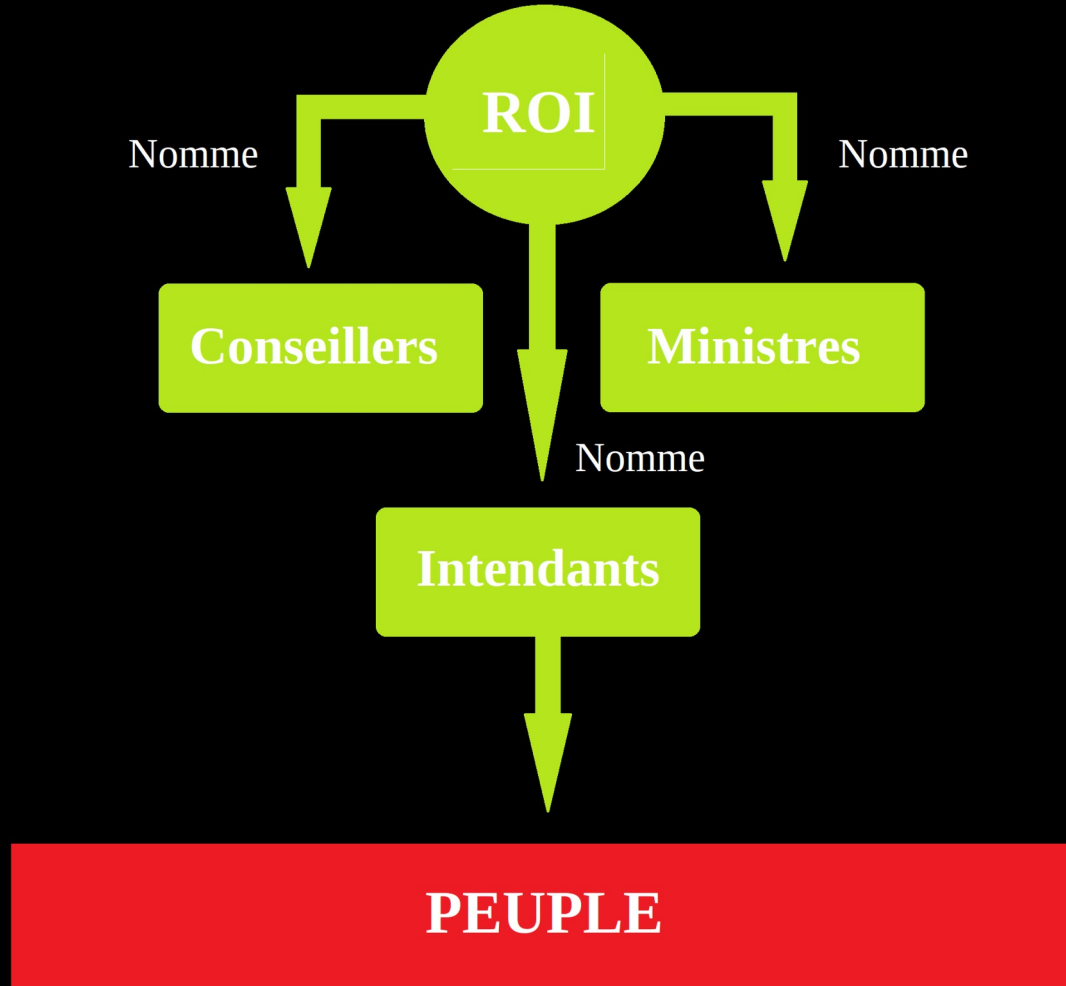 ROI
Nomme
Nomme
Conseillers
Ministres
Nomme
Intendants
PEUPLE